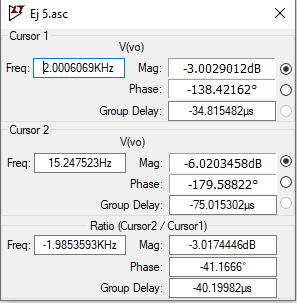 Ej 5.asc
Cursor 1
V(vo)
Freq: 2.0006069KHz Mag: -3.0029012dB
Phase: -138.42162°
Group Delay: -34.815482µs
Cursor 2
V(vo)
Freq: 15.247523Hz Mag: -6.0203458dB
Phase: -179.58822°
Group Delay: -75.015302µs
Ratio (Cursor2 / Cursor1)
Freq: -1.9853593KHz Mag: -3.0174446dB
Phase: -41.1666°
Group Delay: -40.19982µs